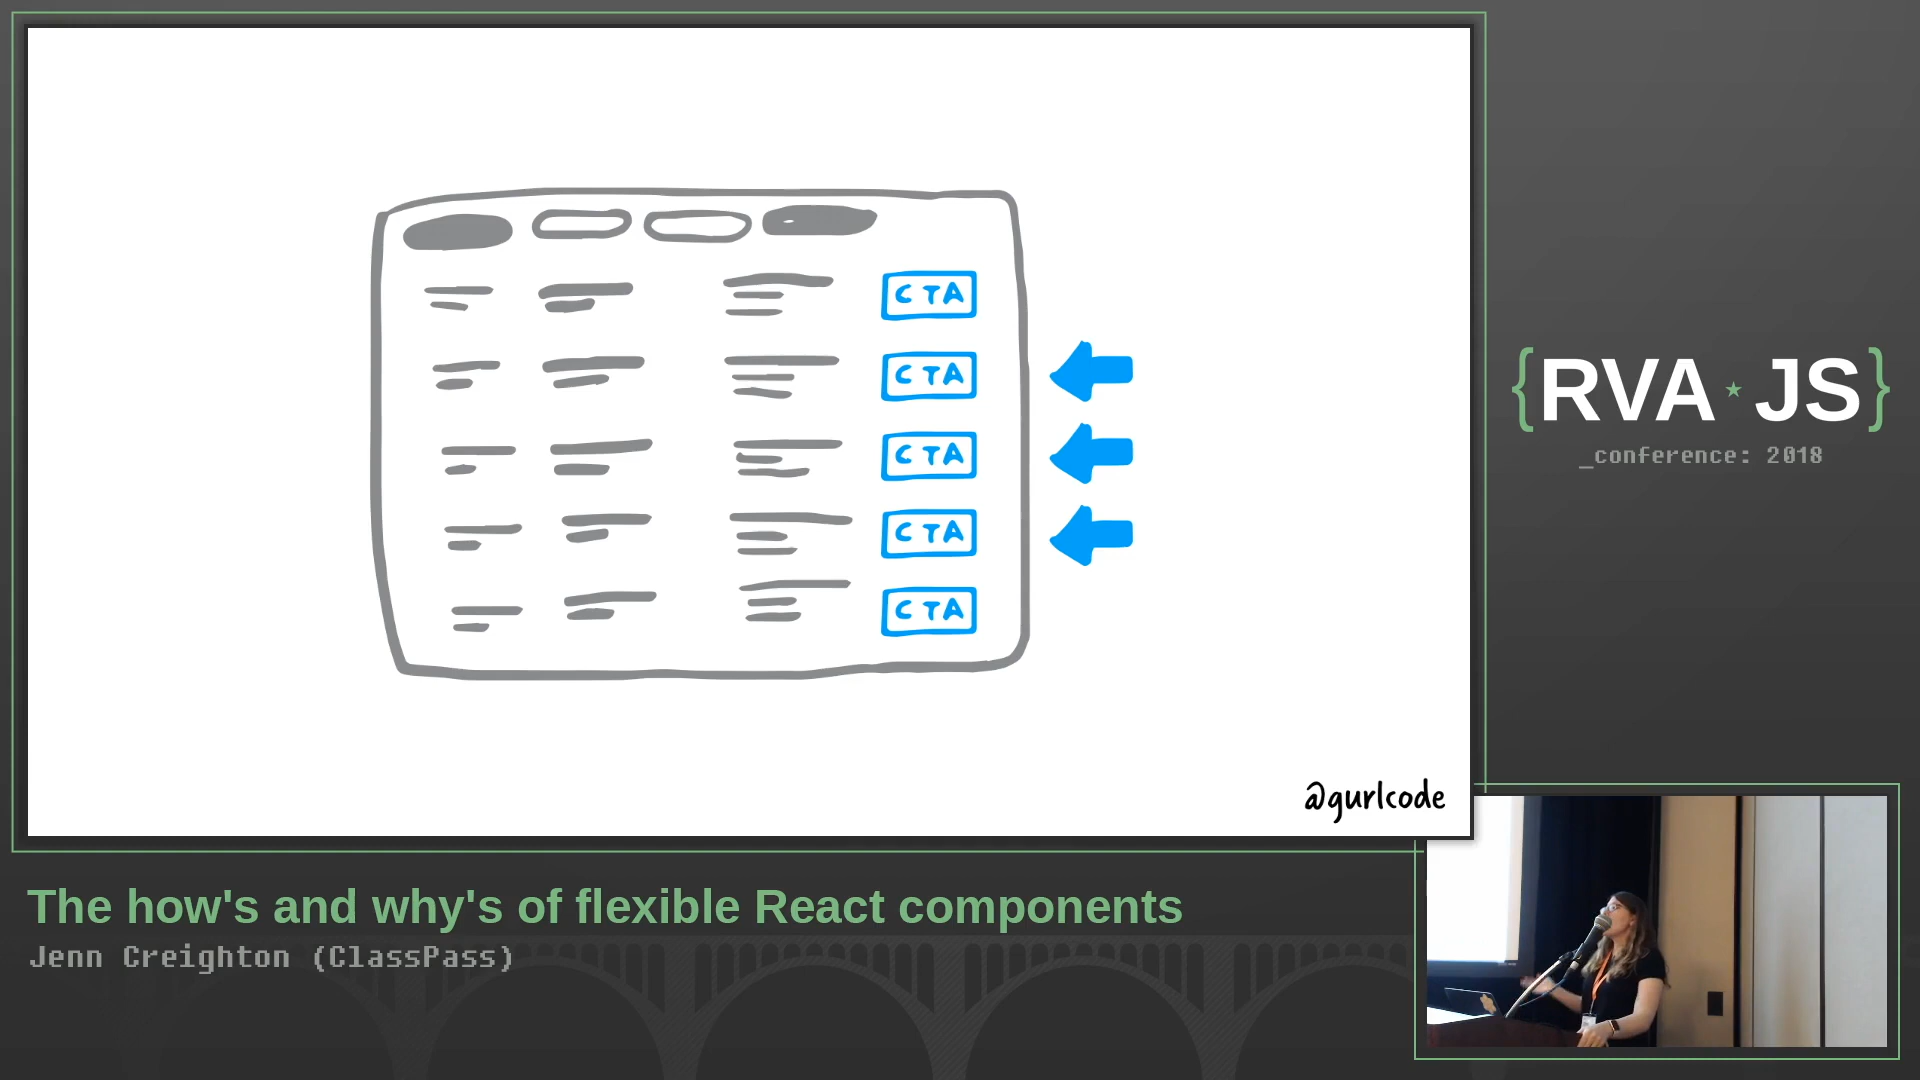 CTA
CTA
CTA
CTA
CTA
@gurlcode
{RVA★JS}
_conference: 2018
The how's and why's of flexible React components
Jenn Creighton (ClassPass)